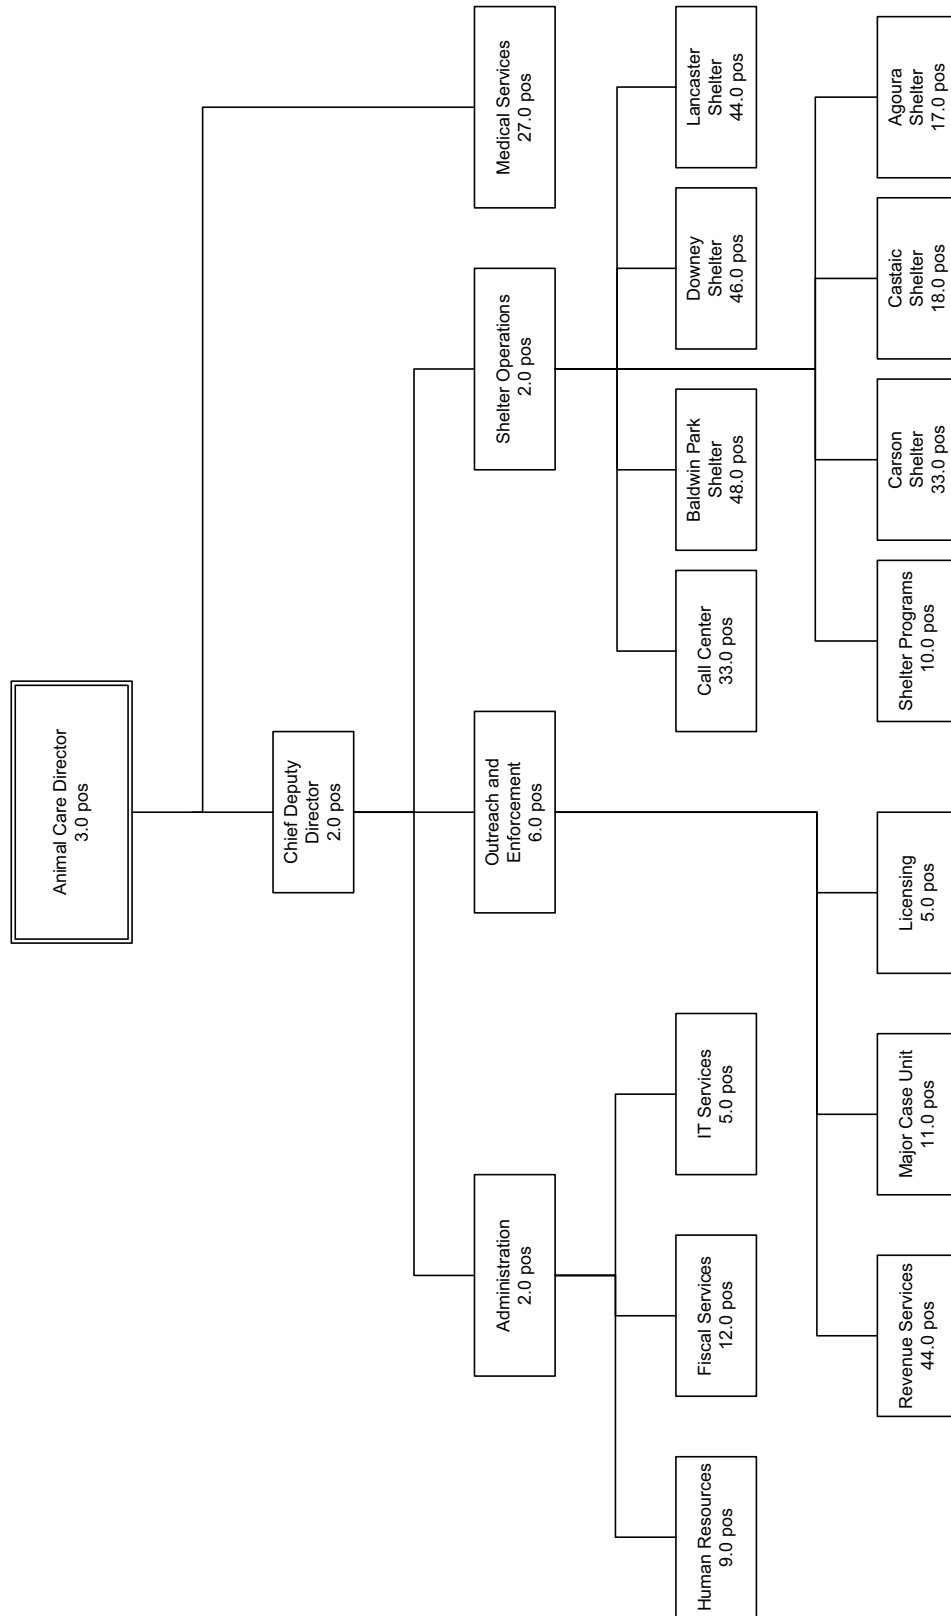 Animal Care Director
3.0 pos
Chief Deputy
Director
2.0 pos
Administration
2.0 pos
Outreach and
Enforcement
6.0 pos
Shelter Operations
2.0 pos
Medical Services
27.0 pos
Human Resources
9.0 pos
Fiscal Services
12.0 pos
IT Services
5.0 pos
Call Center
33.0 pos
Baldwin Park
Shelter
48.0 pos
Downey
Shelter
46.0 pos
Lancaster
Shelter
44.0 pos
Revenue Services
44.0 pos
Major Case Unit
11.0 pos
Licensing
5.0 pos
Shelter Programs
10.0 pos
Carson
Shelter
33.0 pos
Castaic
Shelter
18.0 pos
Agoura
Shelter
17.0 pos